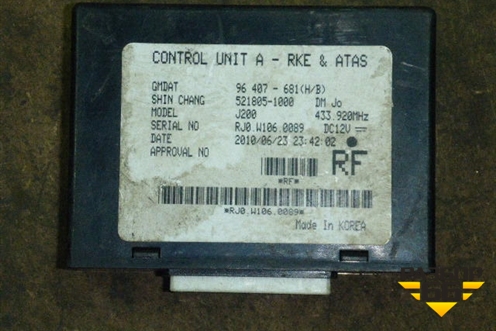 CONTROL UNIT A - RKE & ATAS
GMDAT 96 407 - 681(H/B)
SHIN CHANG 521805-1000 DM Jo
MODEL J200 433.920MHz
SERIAL NO RJ0.W106.0089 DC12V
DATE 2010/06/23 23:42:02
APPROVAL NO
RF
*RF*
*RJ0.W106.0089*
Made In KOREA